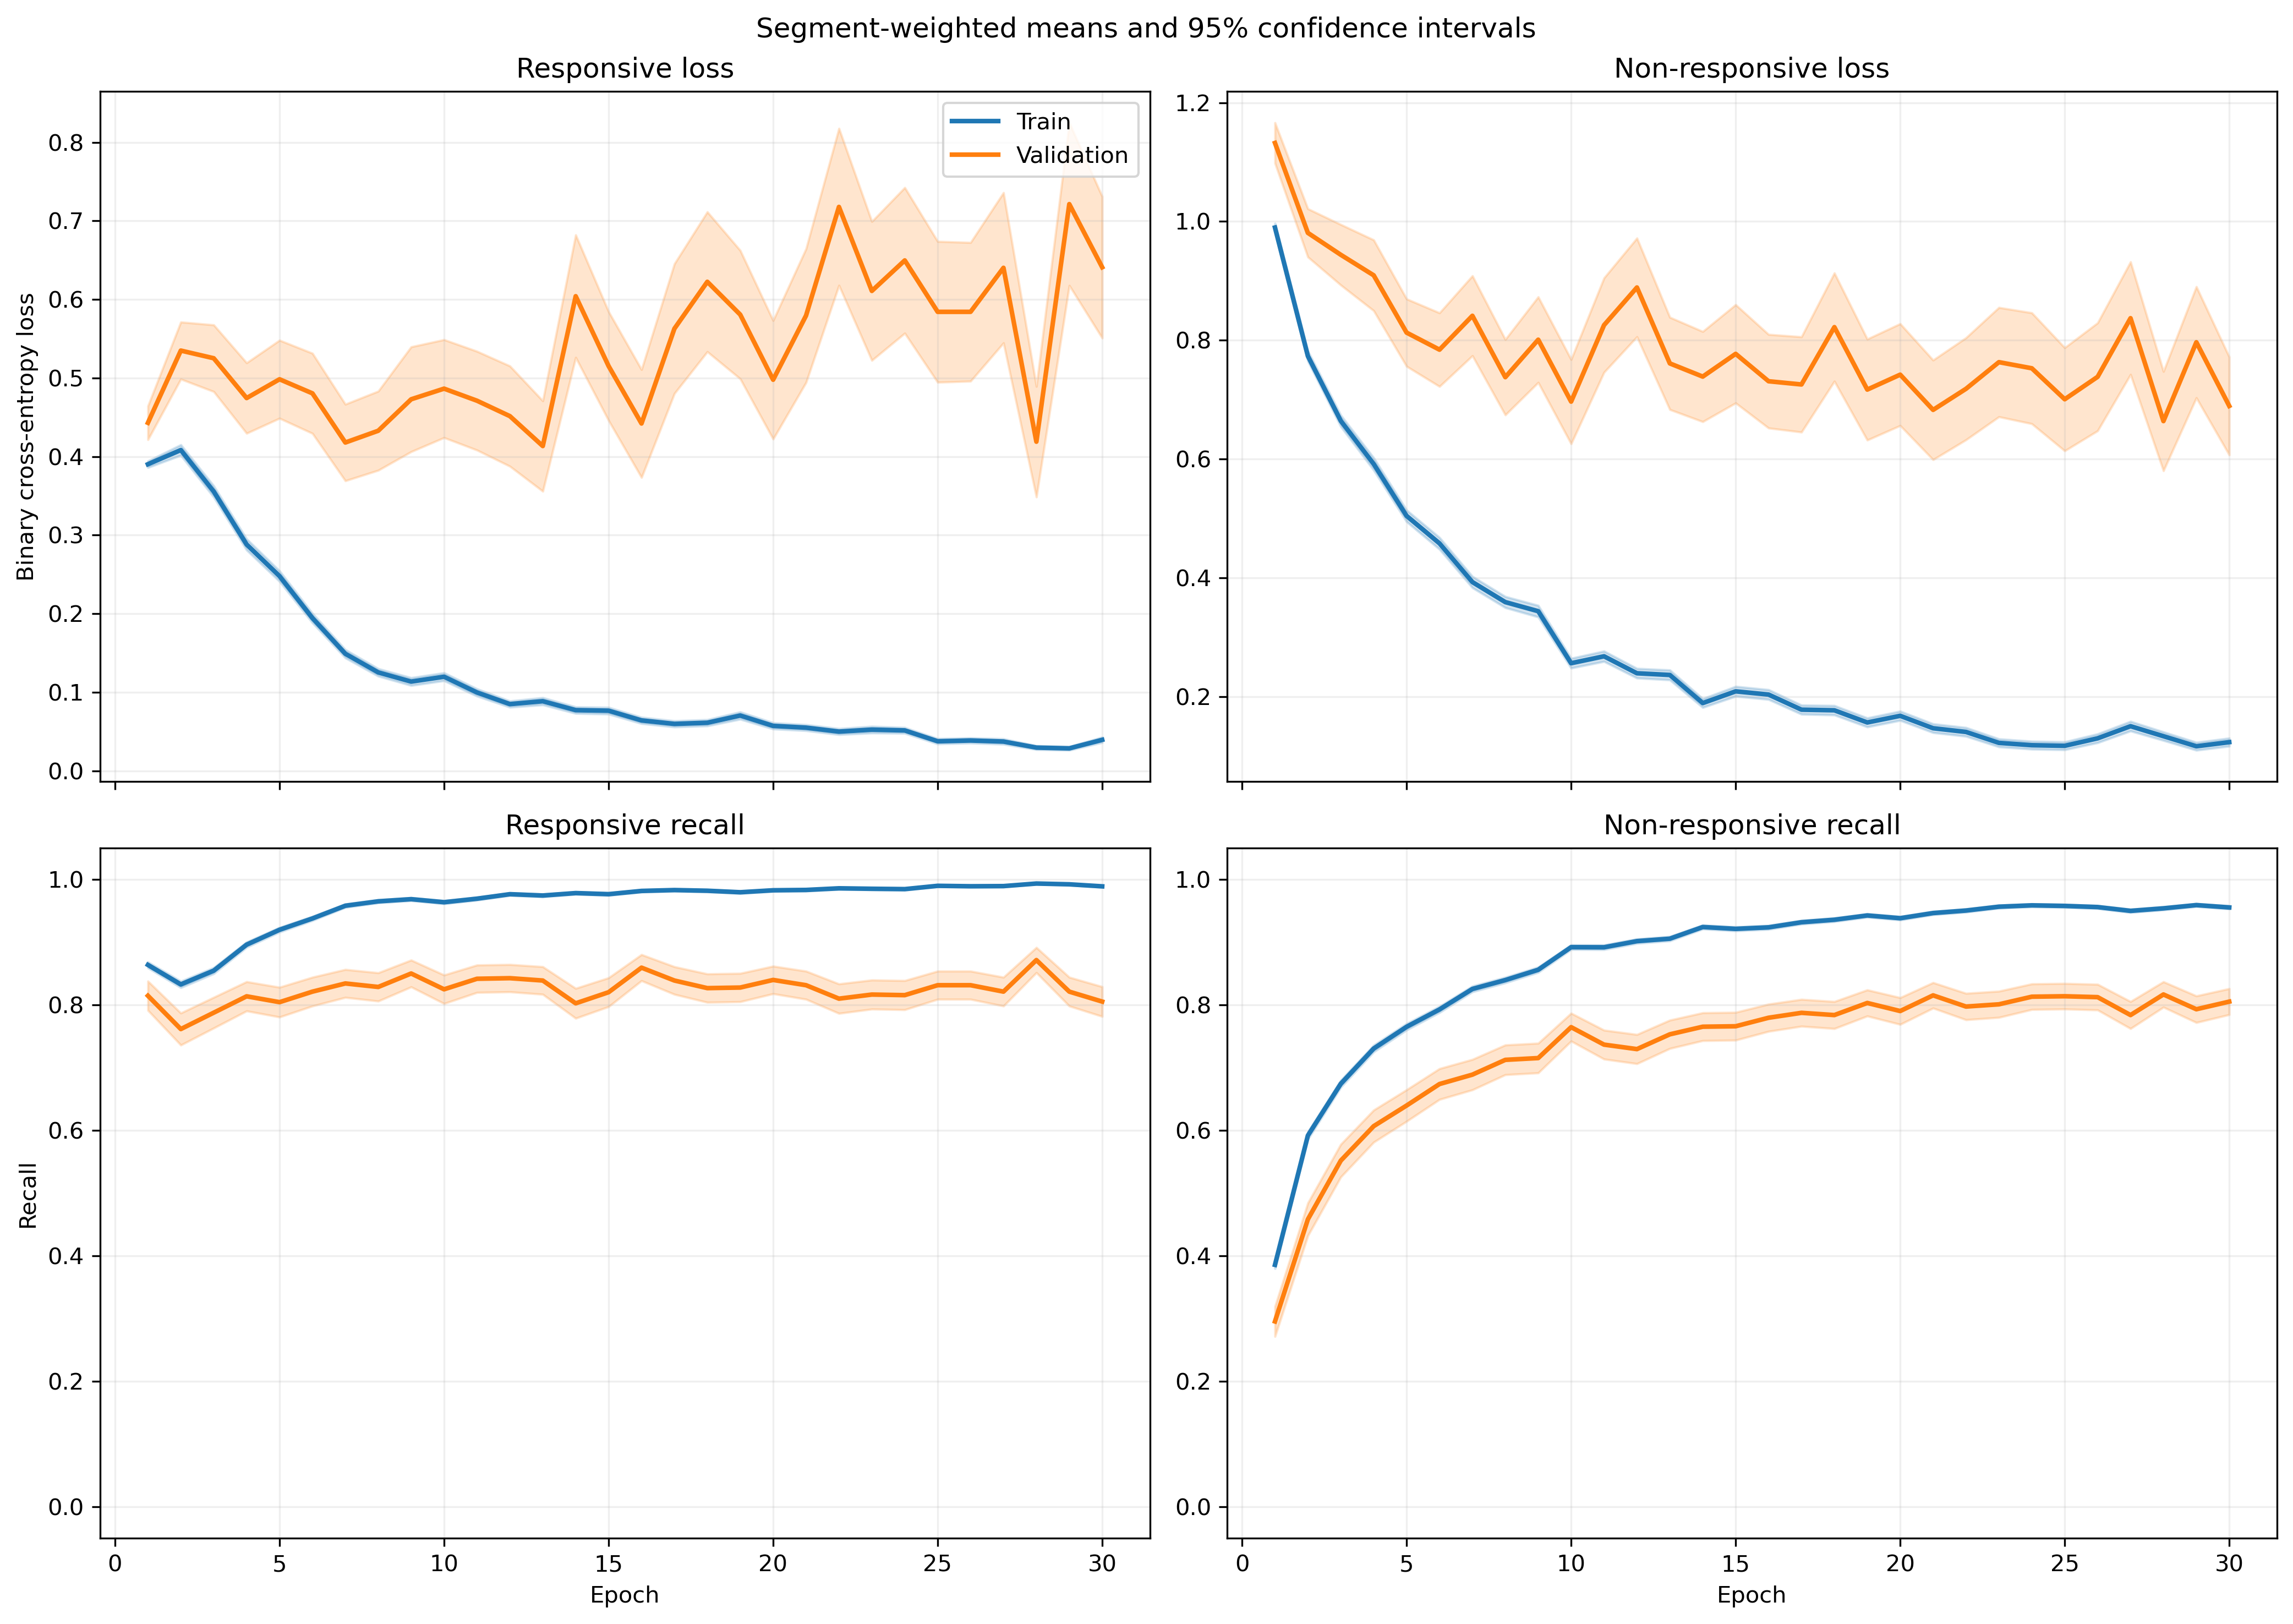 Segment-weighted means and 95% confidence intervals
Responsive loss
Non-responsive loss
Train
Validation
Binary cross-entropy loss
0.8
0.7
0.6
0.5
0.4
0.3
0.2
0.1
0.0
1.2
1.0
0.8
0.6
0.4
0.2
Responsive recall
Non-responsive recall
Recall
1.0
0.8
0.6
0.4
0.2
0.0
1.0
0.8
0.6
0.4
0.2
0.0
0 5 10 15 20 25 30
0 5 10 15 20 25 30
Epoch
Epoch